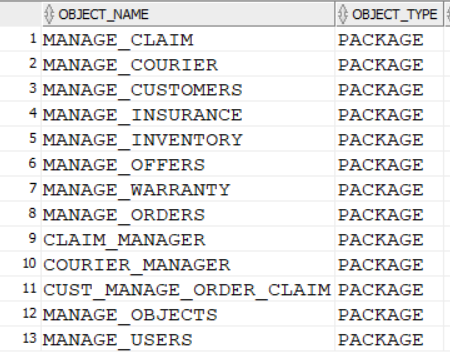 OBJECT_NAME OBJECT_TYPE
1 MANAGE_CLAIM PACKAGE
2 MANAGE_COURIER PACKAGE
3 MANAGE_CUSTOMERS PACKAGE
4 MANAGE_INSURANCE PACKAGE
5 MANAGE_INVENTORY PACKAGE
6 MANAGE_OFFERS PACKAGE
7 MANAGE_WARRANTY PACKAGE
8 MANAGE_ORDERS PACKAGE
9 CLAIM_MANAGER PACKAGE
10 COURIER_MANAGER PACKAGE
11 CUST_MANAGE_ORDER_CLAIM PACKAGE
12 MANAGE_OBJECTS PACKAGE
13 MANAGE_USERS PACKAGE